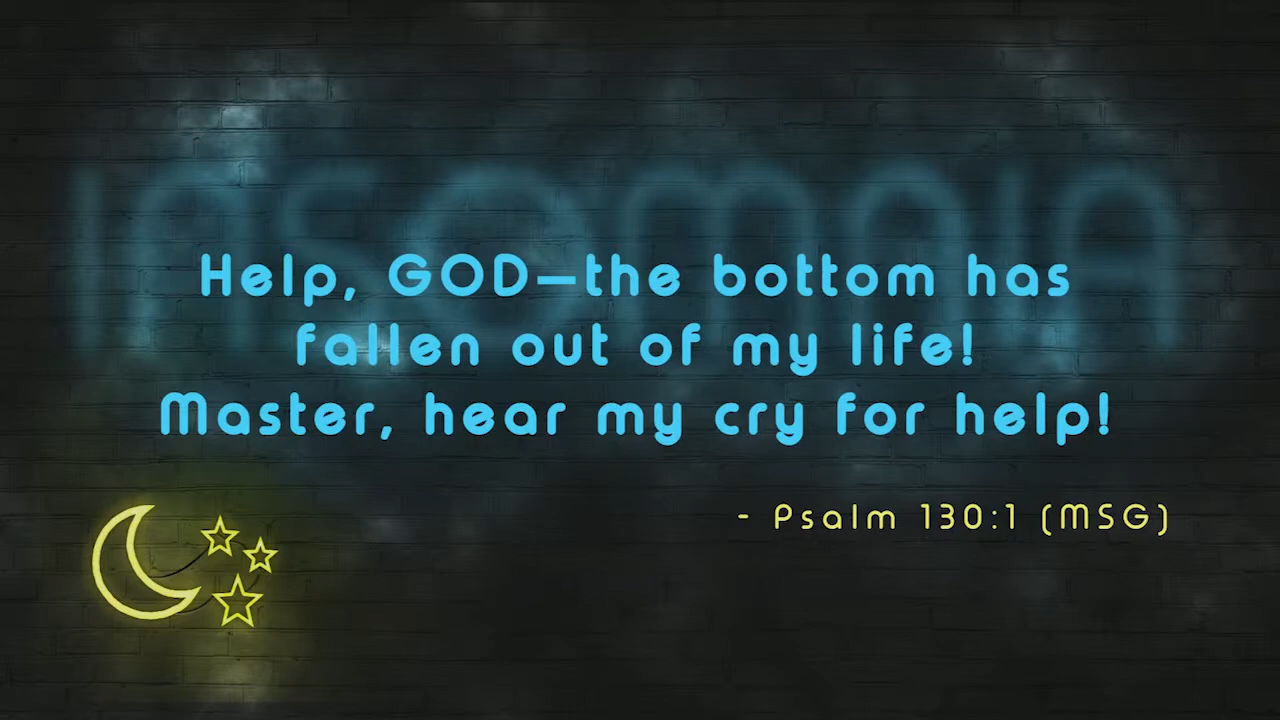 INSOMNIA
Help, GOD—the bottom has
fallen out of my life!
Master, hear my cry for help!
- Psalm 130:1 (MSG)